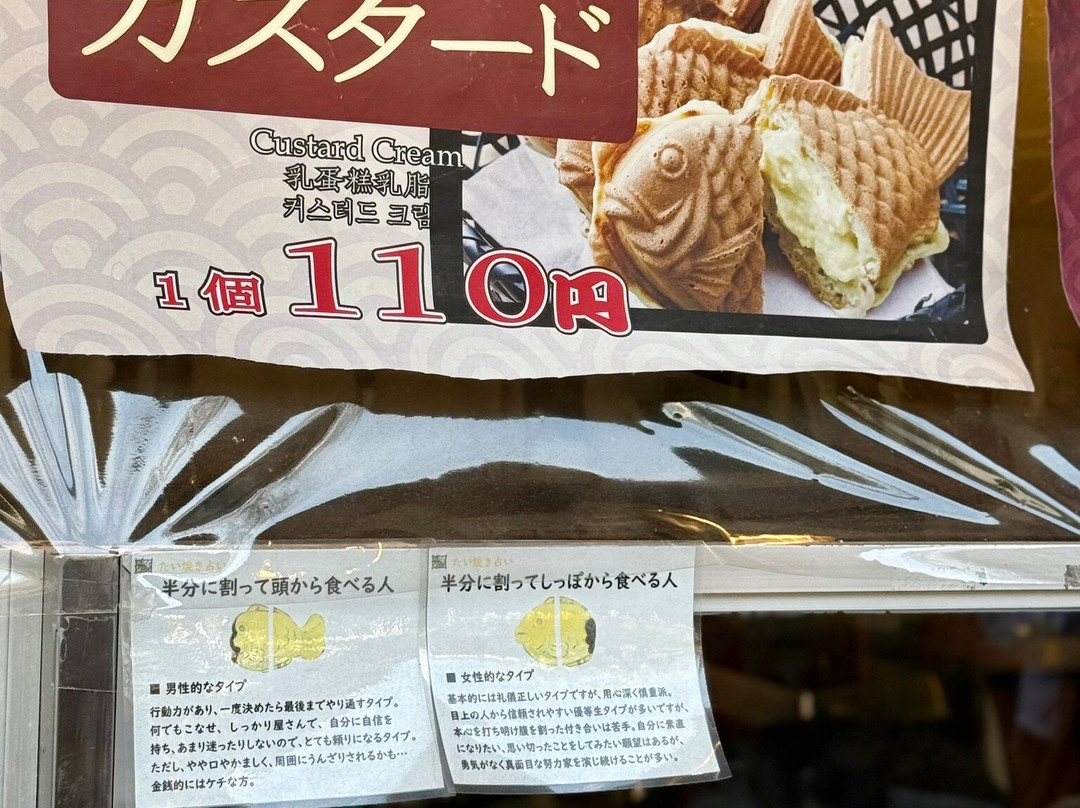 カスタード
Custard Cream
乳蛋糕乳脂
커스터드 크림
1個 110円
たい焼き占い
半分に割って頭から食べる人
■ 男性的なタイプ
行動力があり、一度決めたら最後までやり通すタイプ。
何でもこなせ、しっかり屋さんで、自分に自信を
持ち、あまり迷ったりしないので、とても頼りになるタイプ。
ただし、ややロやかましく、周囲にうんざりされるかも…
金銭的にはケチな方。
たい焼き占い
半分に割ってしっぽから食べる人
■ 女性的なタイプ
基本的には礼儀正しいタイプですが、用心深く慎重派。
目上の人から信頼されやすい優等生タイプが多いですが、
本心を打ち明け腹を割った付き合いは苦手。自分に素直
になりたい、思い切ったことをしてみたい願望はあるが、
勇気がなく真面目な努力家を演じ続けることが多い。